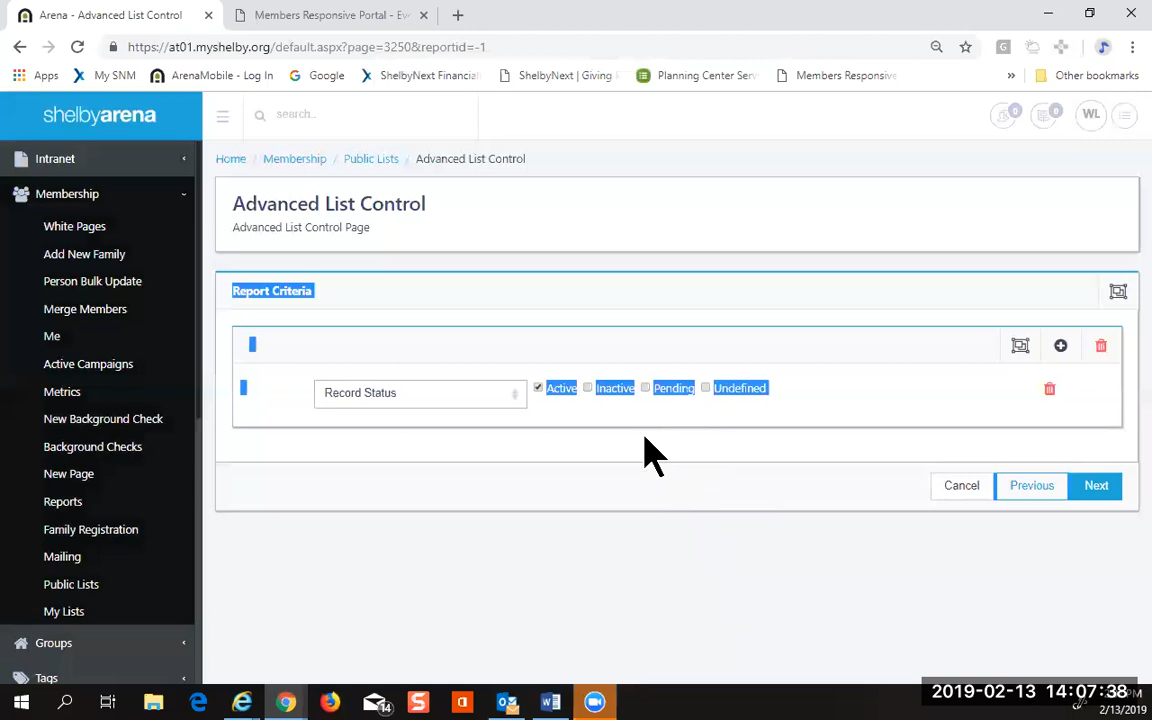 Arena - Advanced List Control
Members Responsive Portal - Ev
https://at01.myshelby.org/default.aspx?page=3250&reportid=-1
Apps
My SNM
ArenaMobile - Log In
Google
ShelbyNext Financial
ShelbyNext | Giving
Planning Center Serv
Members Responsive
Other bookmarks
shelbyarena
search..
0
0
WL
Intranet
Home / Membership / Public Lists / Advanced List Control
Membership
Advanced List Control
Advanced List Control Page
White Pages
Add New Family
Person Bulk Update
Merge Members
Me
Active Campaigns
Metrics
New Background Check
Background Checks
New Page
Reports
Family Registration
Mailing
Public Lists
My Lists
Groups
Tags
Report Criteria
Record Status
Active
Inactive
Pending
Undefined
Cancel
Previous
Next
14
2019-02-13 14:07:38
PM
2/13/2019